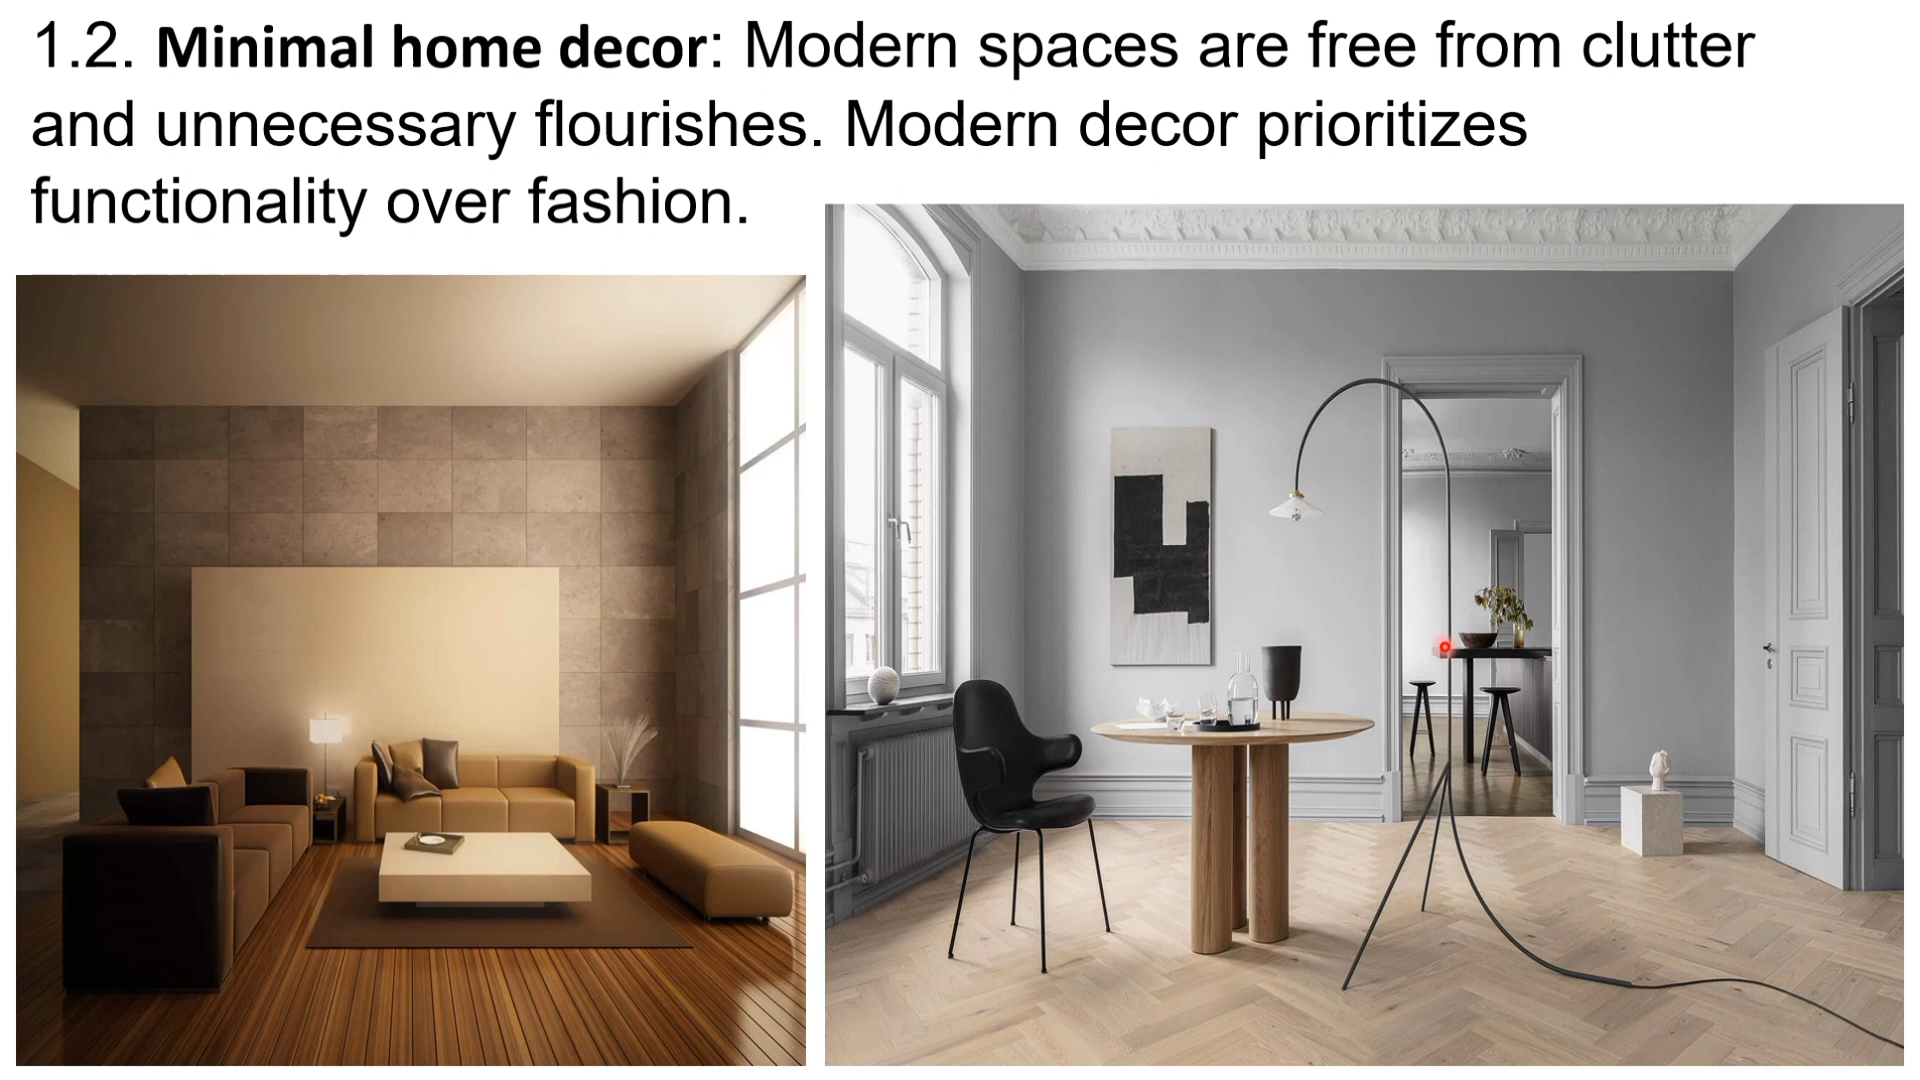 1.2. Minimal home decor: Modern spaces are free from clutter
and unnecessary flourishes. Modern decor prioritizes
functionality over fashion.